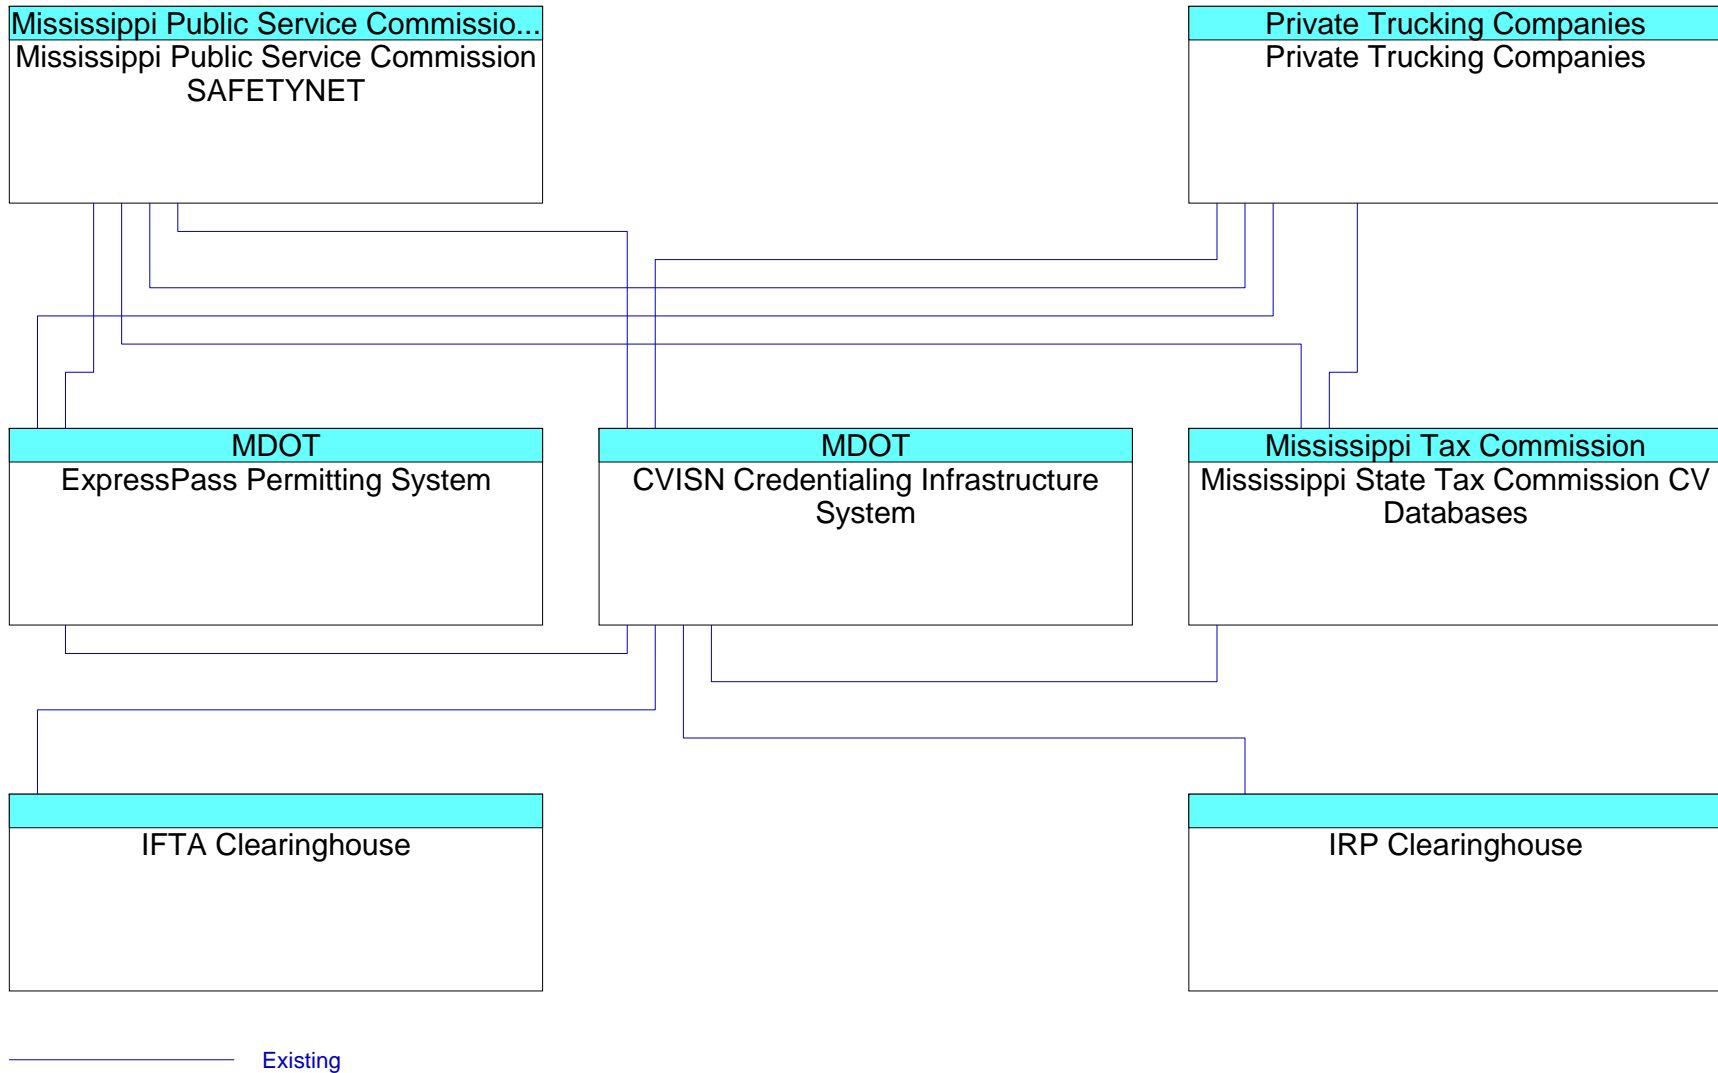 Mississippi Public Service Commissio...
Mississippi Public Service Commission
SAFETYNET
Private Trucking Companies
Private Trucking Companies
MDOT
ExpressPass Permitting System
MDOT
CVISN Credentialing Infrastructure
System
Mississippi Tax Commission
Mississippi State Tax Commission CV
Databases
IFTA Clearinghouse
IRP Clearinghouse
Existing